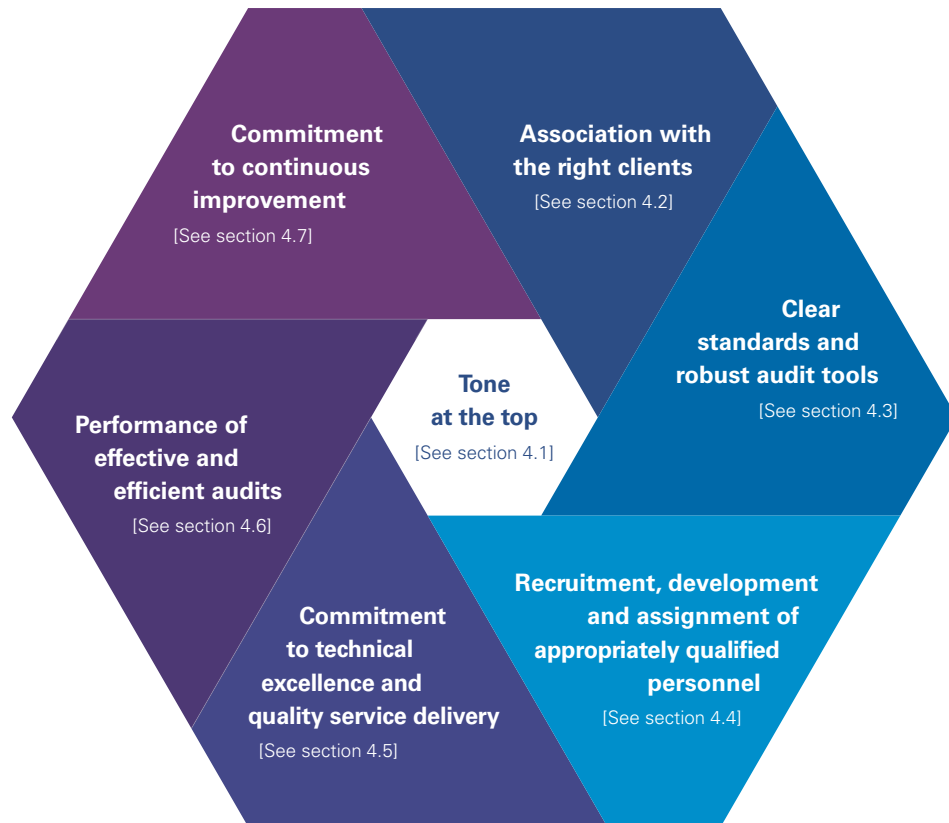 Commitment
to continuous
improvement
[See section 4.7]
Association with
the right clients
[See section 4.2]
Clear
standards and
robust audit tools
[See section 4.3]
Tone
at the top
[See section 4.1]
Performance of
effective and
efficient audits
[See section 4.6]
Recruitment, development
and assignment of
appropriately qualified
personnel
[See section 4.4]
Commitment
to technical
excellence and
quality service delivery
[See section 4.5]